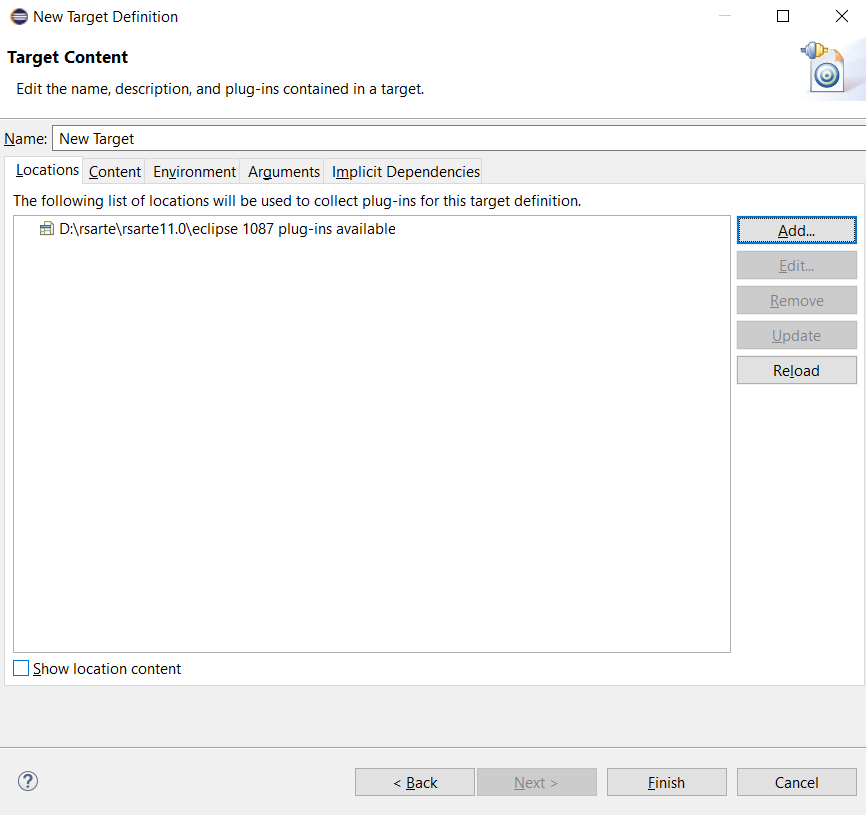 New Target Definition
Target Content
Edit the name, description, and plug-ins contained in a target.
Name: New Target
Locations Content Environment Arguments Implicit Dependencies
The following list of locations will be used to collect plug-ins for this target definition.
D:\rsarte\rsarte11.0\eclipse 1087 plug-ins available
Add...
Edit...
Remove
Update
Reload
Show location content
? < Back Next > Finish Cancel